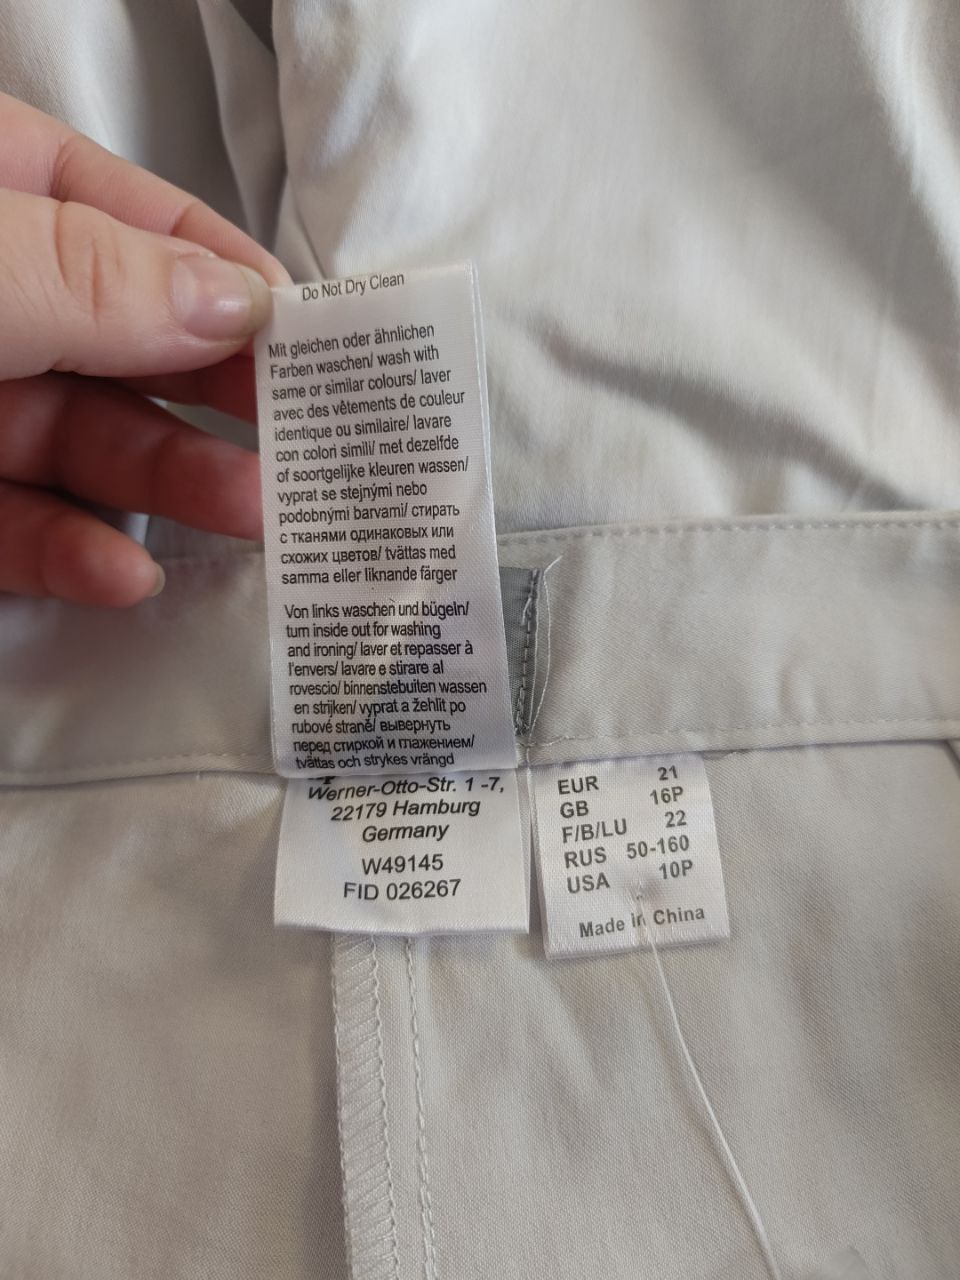 Do Not Dry Clean
Mit gleichen oder ähnlichen
Farben waschen/ wash with
same or similar colours/ laver
avec des vêtements de couleur
identique ou similaire/ lavare
con colori simili/ met dezelfde
of soortgelijke kleuren wassen/
vyprat se stejnými nebo
podobnými barvami/ стирать
с тканями одинаковых или
схожих цветов/ tvättas med
samma eller liknande färger
Von links waschen und bügeln/
turn inside out for washing
and ironing/ laver et repasser à
l'envers/ lavare e stirare al
rovescio/ binnenstebuiten wassen
en strijken/ vyprat a žehlit po
rubové straně/ вывернуть
перед стиркой и глажением/
tvättas och strykes vrängd
Werner-Otto-Str. 1 -7,
22179 Hamburg
Germany
W49145
FID 026267
EUR 21
GB 16P
F/B/LU 22
RUS 50-160
USA 10P
Made in China